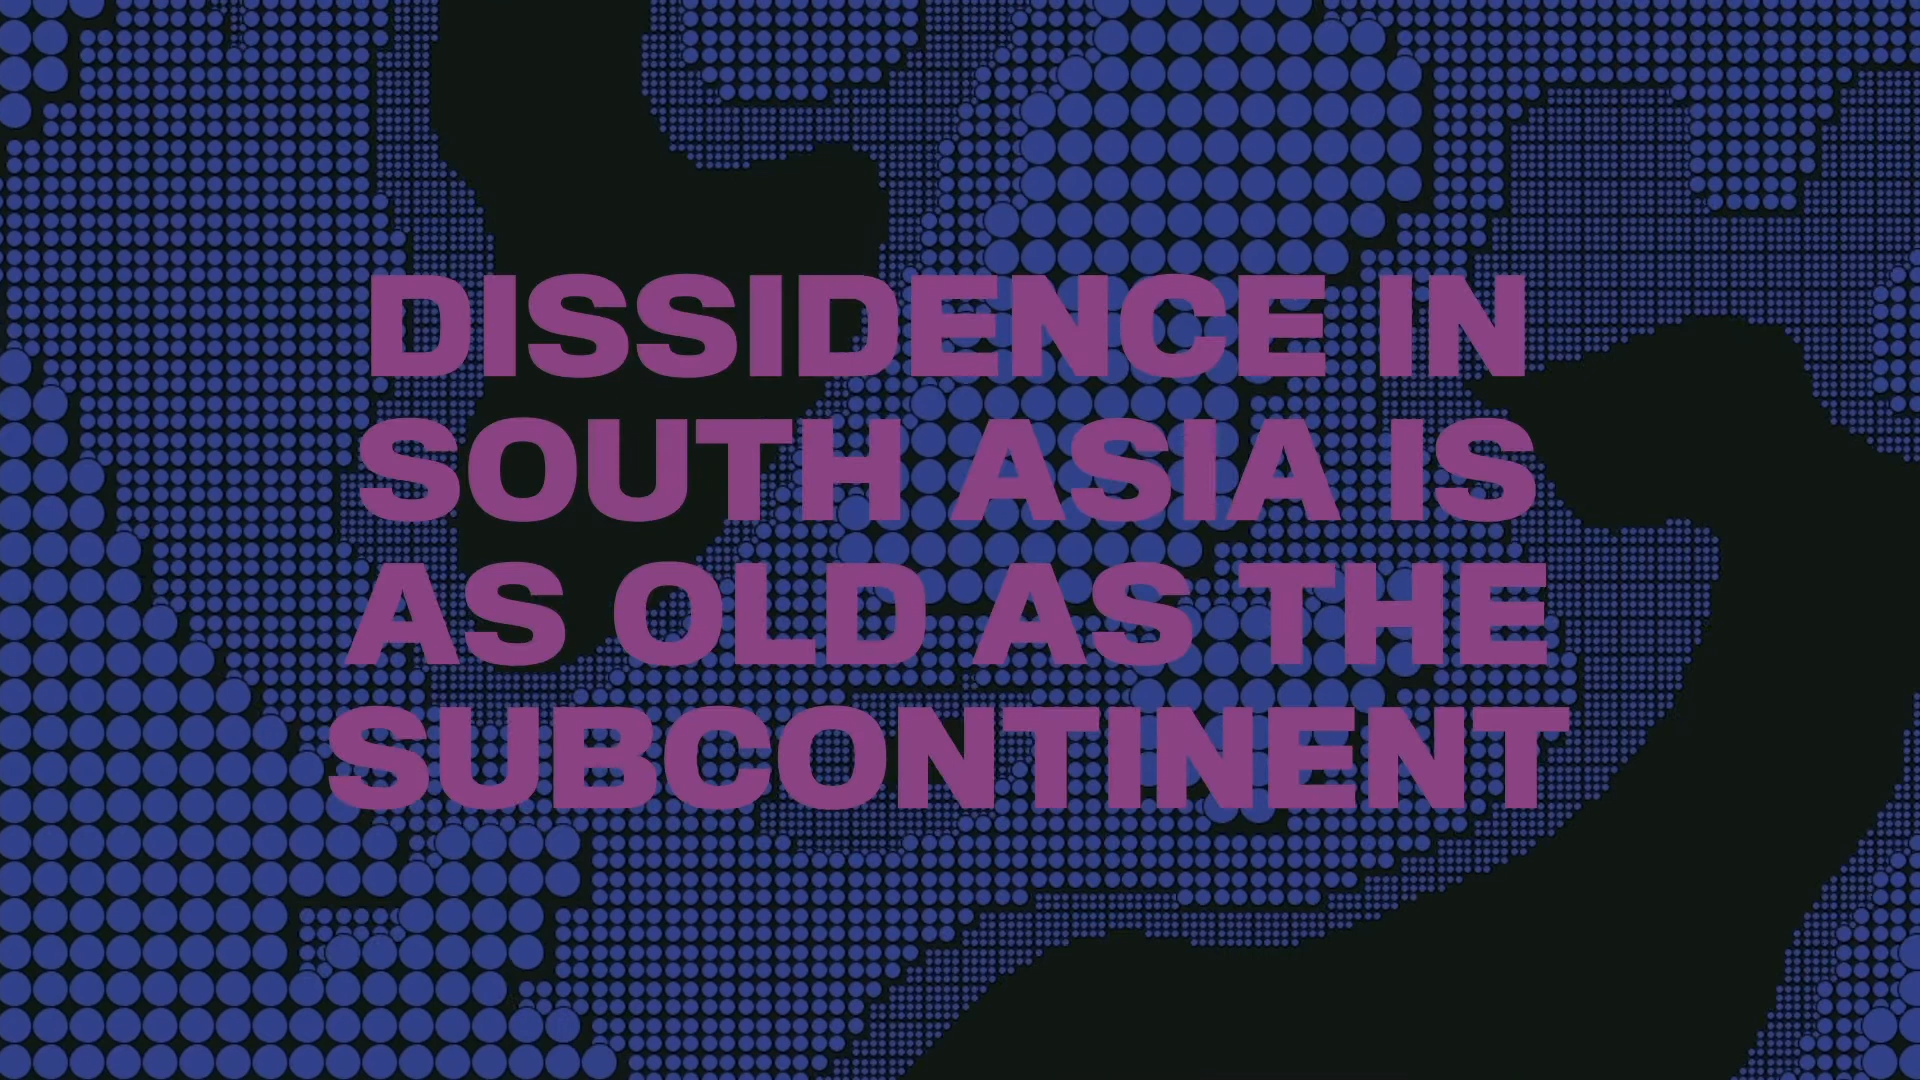 DISSIDENCE IN
SOUTH ASIA IS
AS OLD AS THE
SUBCONTINENT